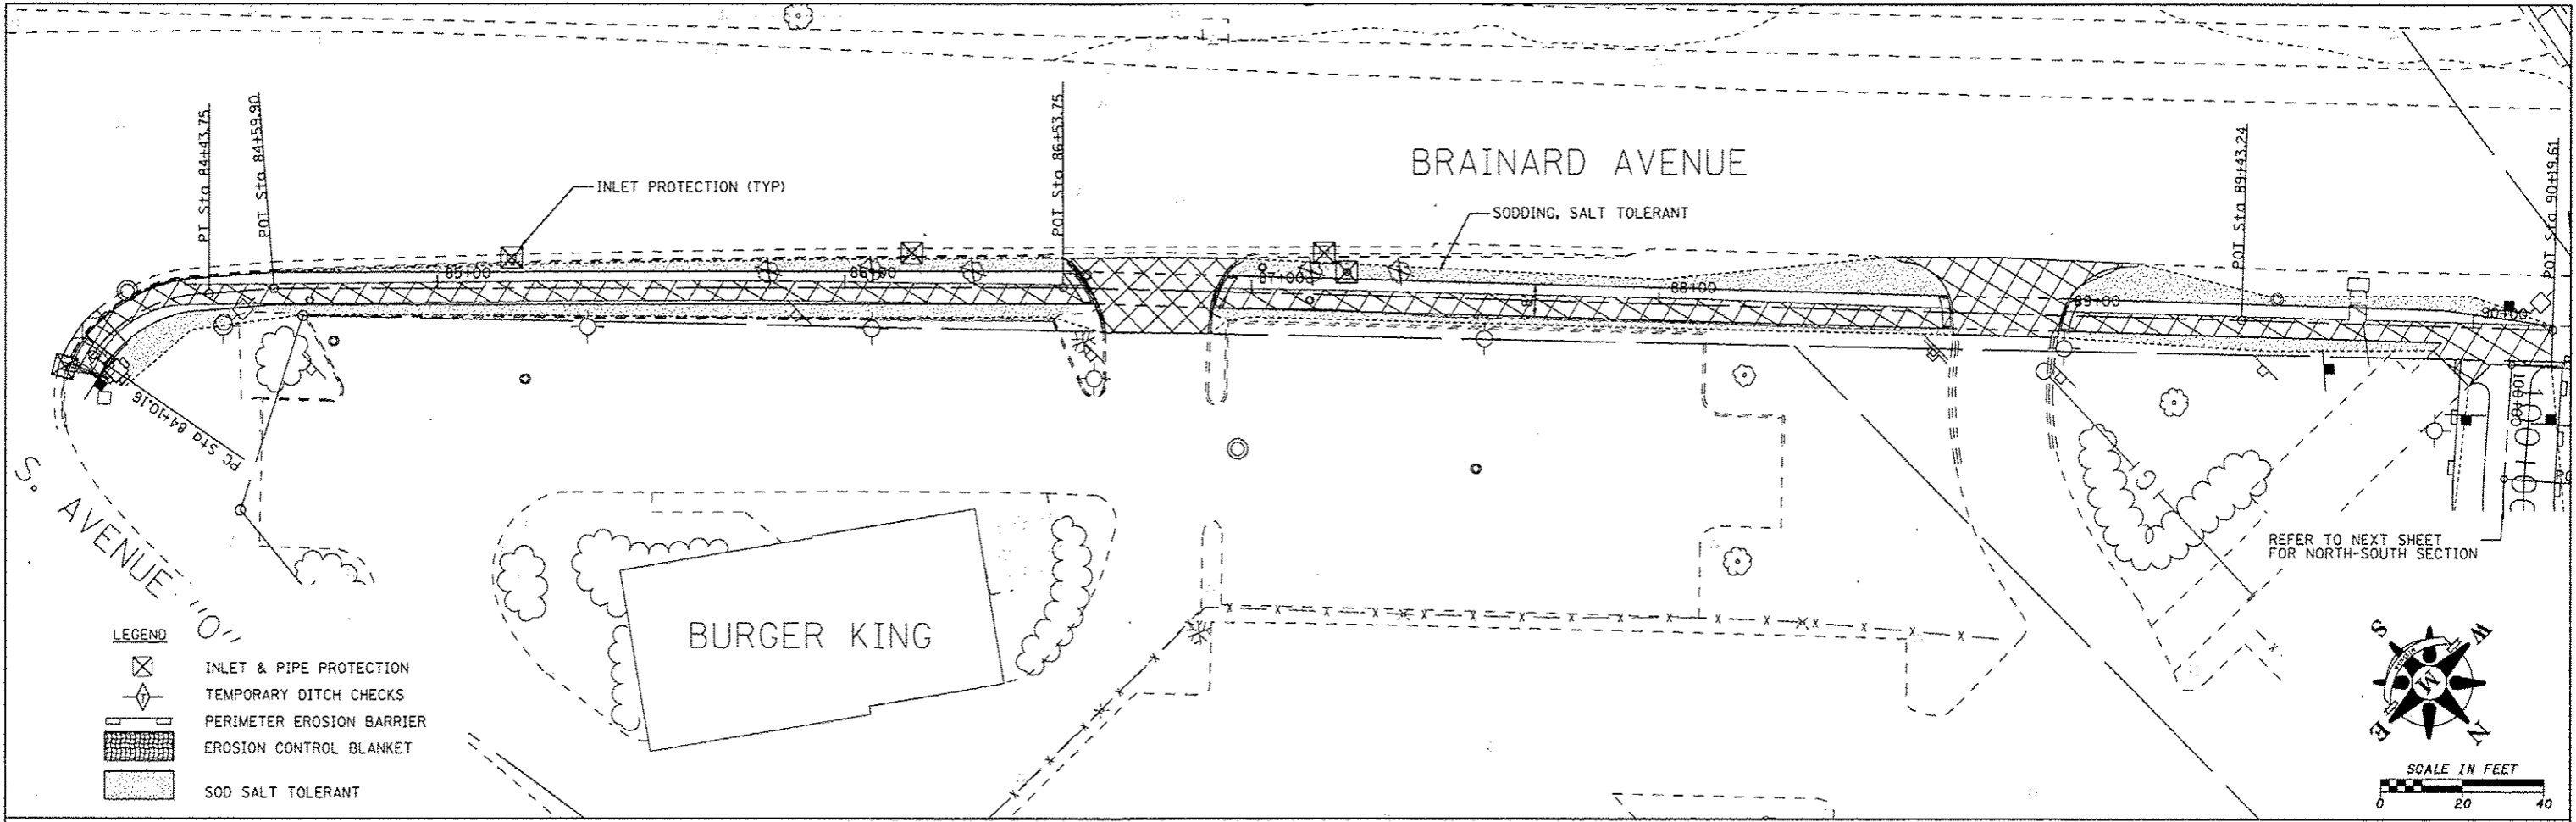 PT Sta 84+43.75
POT Sta 84+59.90
POT Sta 86+53.75
POT Sta 89+43.24
POT Sta 90+19.61
BRAINARD AVENUE
INLET PROTECTION (TYP)
SODDING, SALT TOLERANT
85+00
86+00
87+00
88+00
89+00
90+00
PC Sta 84+10.16
100+00
S. AVENUE "O"
BURGER KING
REFER TO NEXT SHEET
FOR NORTH-SOUTH SECTION
LEGEND
INLET & PIPE PROTECTION
T
TEMPORARY DITCH CHECKS
PERIMETER EROSION BARRIER
EROSION CONTROL BLANKET
SOD SALT TOLERANT
S
W
M
E
N
SCALE IN FEET
0 20 40